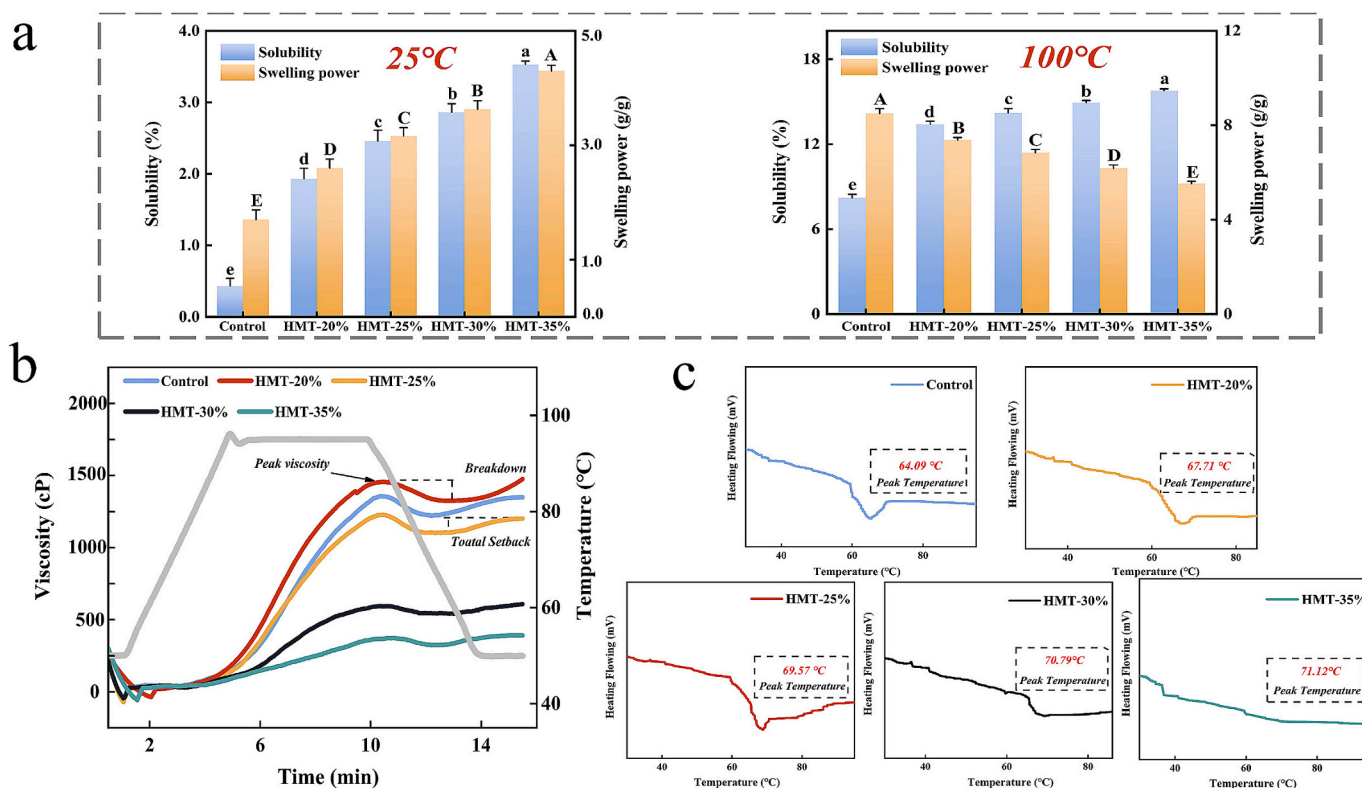 a
25°C
Solubility
Swelling power
Solubility (%)
4.0
3.0
2.0
1.0
0.0
Swelling power (g/g)
5.0
4.0
3.0
1.0
0.0
e
E
d
D
c
C
b
B
a
A
Control
HMT-20%
HMT-25%
HMT-30%
HMT-35%
100°C
Solubility
Swelling power
Solubility (%)
18
12
6
0
Swelling power (g/g)
12
8
4
0
e
A
d
B
c
C
b
D
a
E
Control
HMT-20%
HMT-25%
HMT-30%
HMT-35%
b
Control
HMT-20%
HMT-25%
HMT-30%
HMT-35%
Viscosity (cP)
2000
1750
1500
1250
1000
750
500
250
0
Temperature (°C)
100
80
60
40
Peak viscosity
Breakdown
Toatal Setback
2
6
10
14
Time (min)
c
Control
Heating Flowing (mV)
64.09 °C
Peak Temperature
40
60
80
Temperature (°C)
HMT-20%
Heating Flowing (mV)
67.71 °C
Peak Temperature
40
60
80
Temperature (°C)
HMT-25%
Heating Flowing (mV)
69.57 °C
Peak Temperature
40
60
80
Temperature (°C)
HMT-30%
Heating Flowing (mV)
70.79°C
Peak Temperature
40
60
80
Temperature (°C)
HMT-35%
Heating Flowing (mV)
71.12°C
Peak Temperature
40
60
80
Temperature (°C)